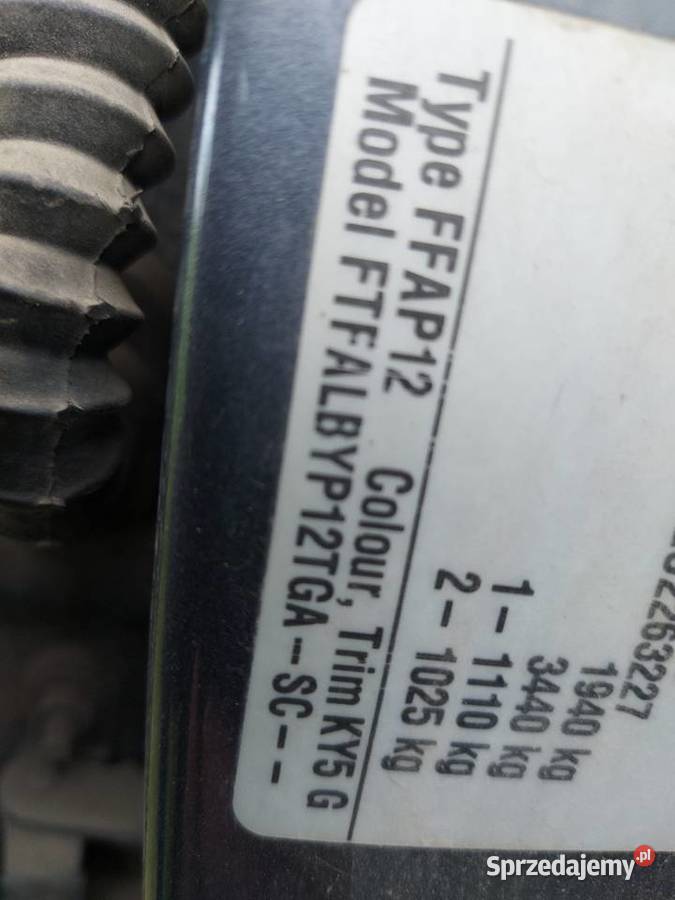 1940 kg
3440 kg
1 - 1110 kg
2 - 1025 kg
Type FFAP12 Colour, Trim KY5 G
Model FTFALBYP12TGA--SC--
Sprzedajemy.pl